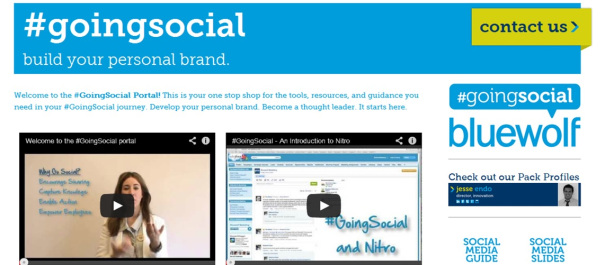 #goingsocial
build your personal brand.
contact us >
Welcome to the #GoingSocial Portal! This is your one stop shop for the tools, resources, and guidance you
need in your #GoingSocial journey. Develop your personal brand. Become a thought leader. It starts here.
Welcome to the #GoingSocial portal
Why Go Social?
Encourage Sharing
Capture Knowledge
Enable Action
Empower Employees
#GoingSocial - An Introduction to Nitro
#GoingSocial
and Nitro
#goingsocial
bluewolf
Check out our Pack Profiles
jesse endo
director, innovation
SOCIAL
MEDIA
GUIDE
SOCIAL
MEDIA
SLIDES